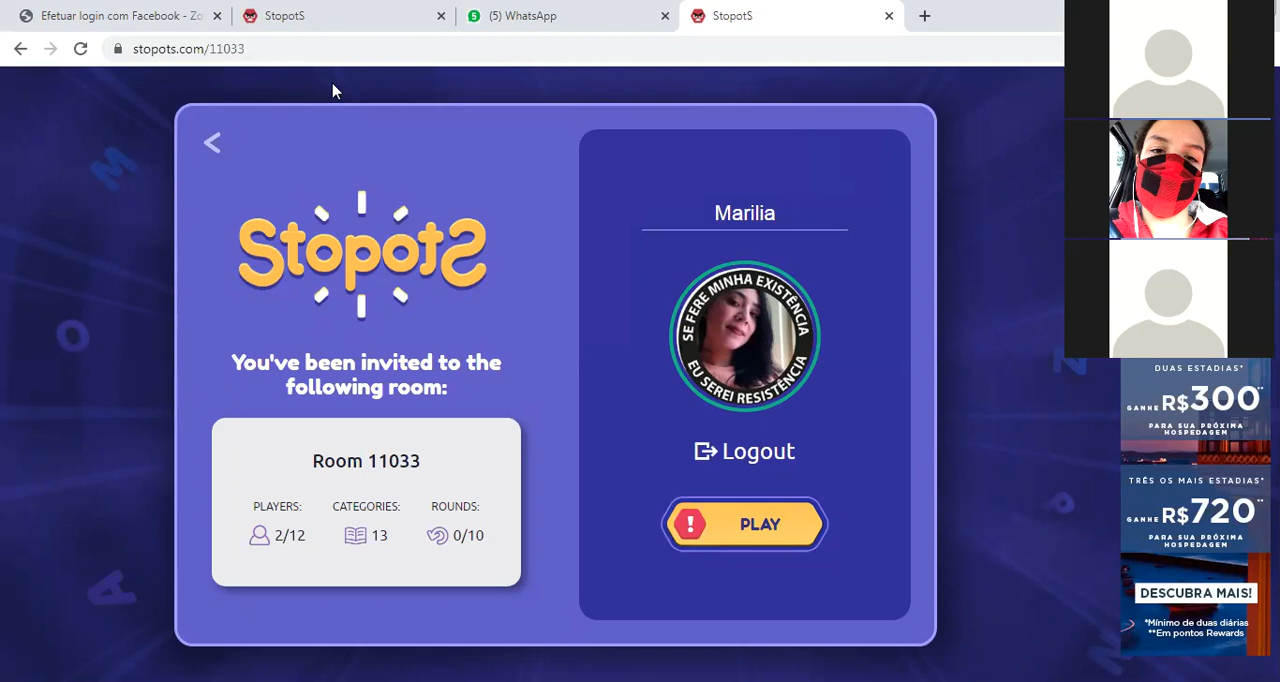 Efetuar login com Facebook - Zo
StopotS
(5) WhatsApp
StopotS
stopots.com/11033
StopotS
You've been invited to the
following room:
Room 11033
PLAYERS: CATEGORIES: ROUNDS:
2/12 13 0/10
Marilia
SE FERE MINHA EXISTÊNCIA
EU SEREI RESISTÊNCIA
Logout
! PLAY
DUAS ESTADIAS*
GANHE R$300**
PARA SUA PRÓXIMA
HOSPEDAGEM
TRÊS OS MAIS ESTADIAS*
GANHE R$720**
PARA SUA PRÓXIMA
HOSPEDAGEM
DESCUBRA MAIS!
*Mínimo de duas diárias
**Em pontos Rewards